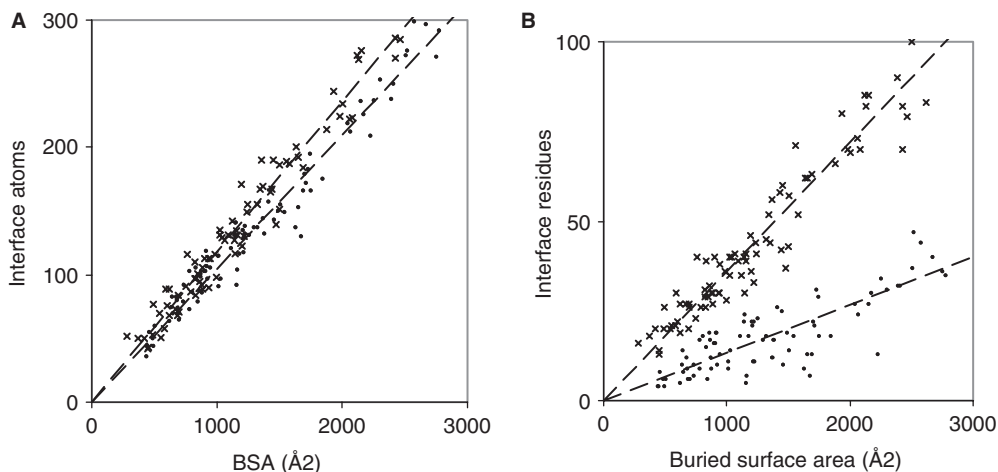 A
300
200
100
0
Interface atoms
0 1000 2000 3000
BSA (Å2)
B
100
50
0
Interface residues
0 1000 2000 3000
Buried surface area (Å2)